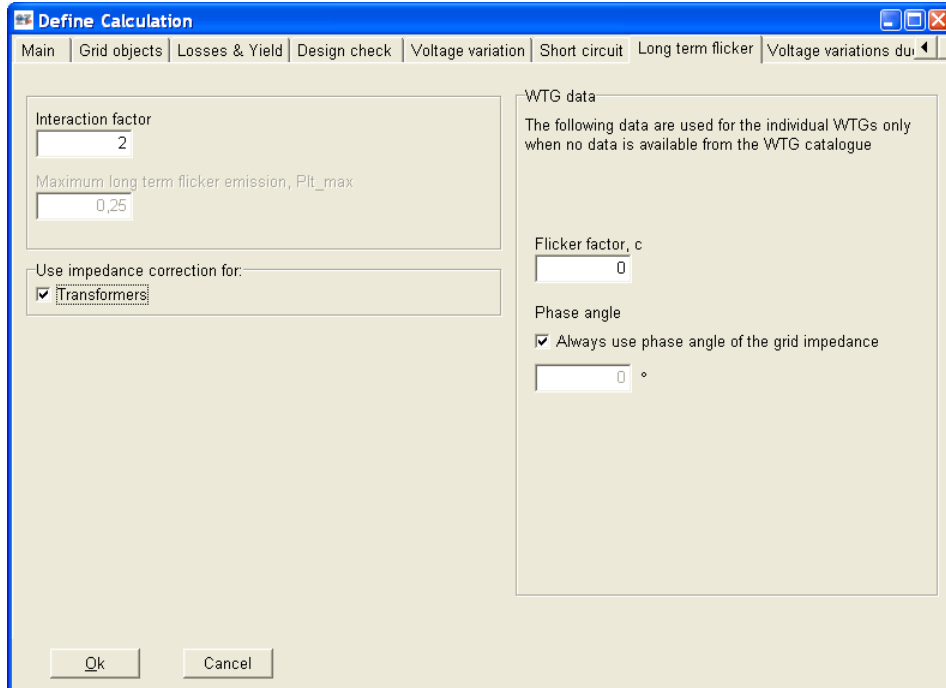 Define Calculation
Main Grid objects Losses & Yield Design check Voltage variation Short circuit Long term flicker Voltage variations du
Interaction factor
2
Maximum long term flicker emission, Plt_max
0,25
Use impedance correction for:
Transformers
WTG data
The following data are used for the individual WTGs only
when no data is available from the WTG catalogue
Flicker factor, c
0
Phase angle
Always use phase angle of the grid impedance
0 °
Ok Cancel